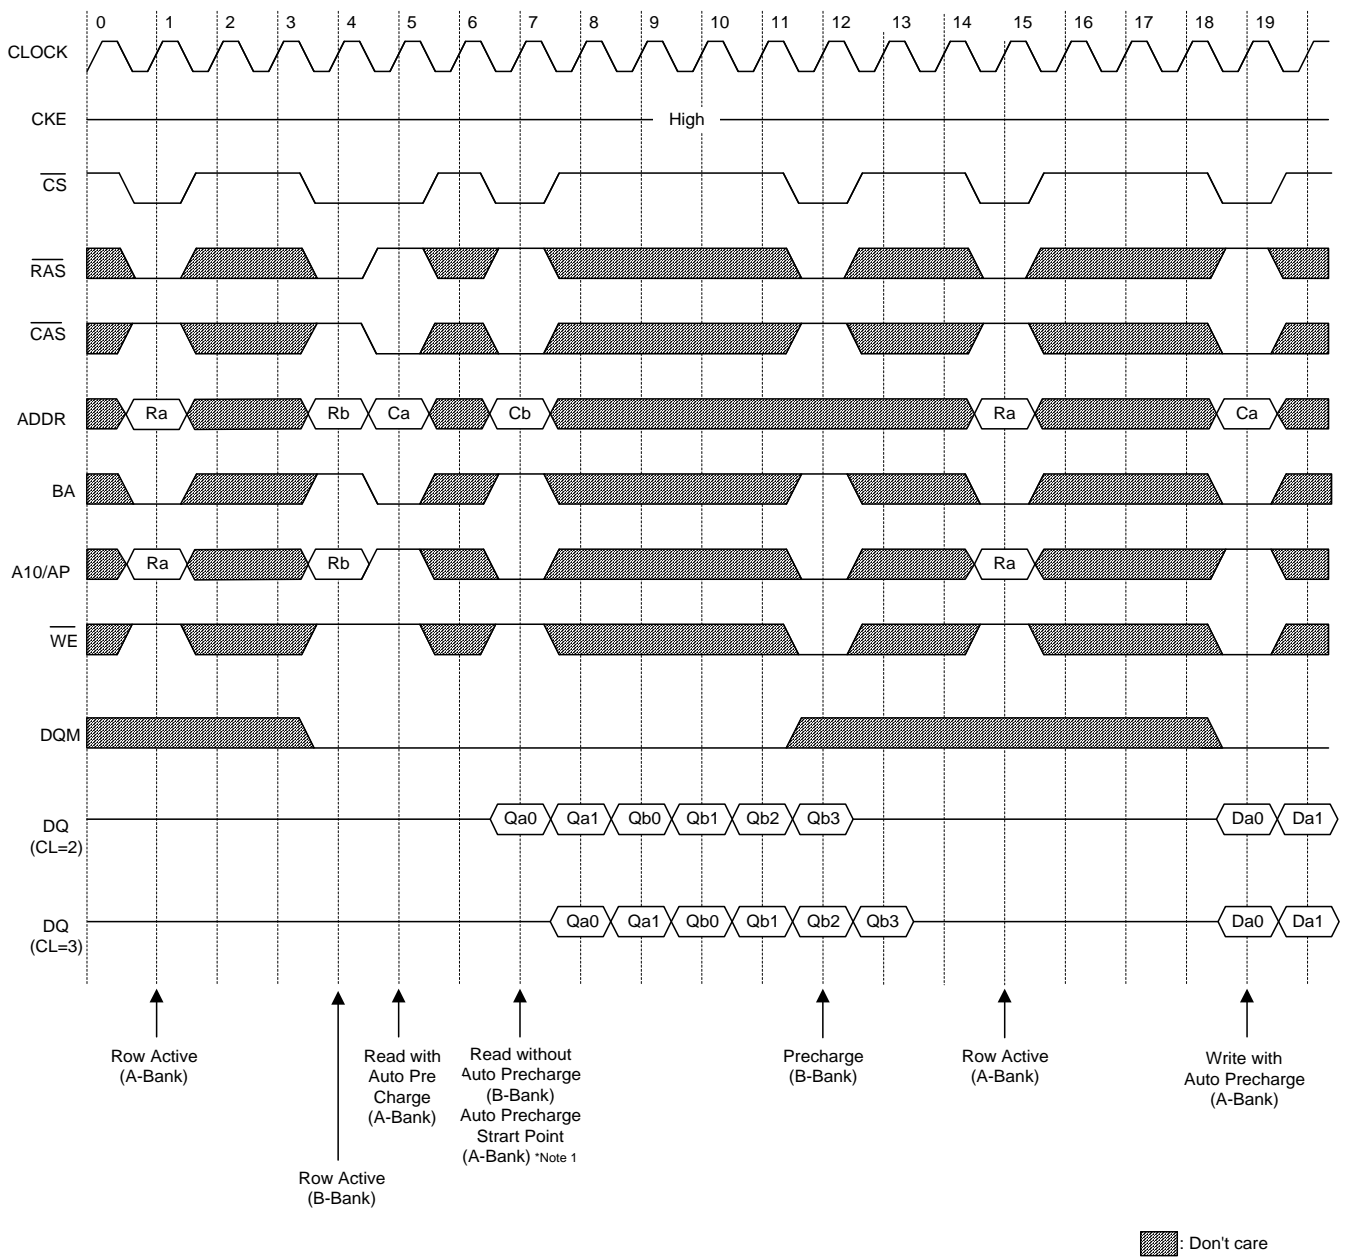 0 1 2 3 4 5 6 7 8 9 10 11 12 13 14 15 16 17 18 19
CLOCK
CKE High
CS
RAS
CAS
ADDR Ra Rb Ca Cb Ra Ca
BA
A10/AP Ra Rb Ra
WE
DQM
DQ
(CL=2) Qa0 Qa1 Qb0 Qb1 Qb2 Qb3 Da0 Da1
DQ
(CL=3) Qa0 Qa1 Qb0 Qb1 Qb2 Qb3 Da0 Da1
Row Active
(A-Bank)
Row Active
(B-Bank)
Read with
Auto Pre
Charge
(A-Bank)
Read without
Auto Precharge
(B-Bank)
Auto Precharge
Strart Point
(A-Bank) *Note 1
Precharge
(B-Bank)
Row Active
(A-Bank)
Write with
Auto Precharge
(A-Bank)
: Don't care